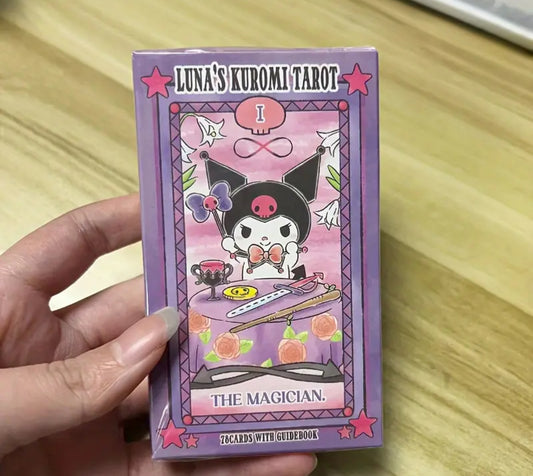 LUNA'S KUROMI TAROT
I
THE MAGICIAN.
78CARDS WITH GUIDEBOOK